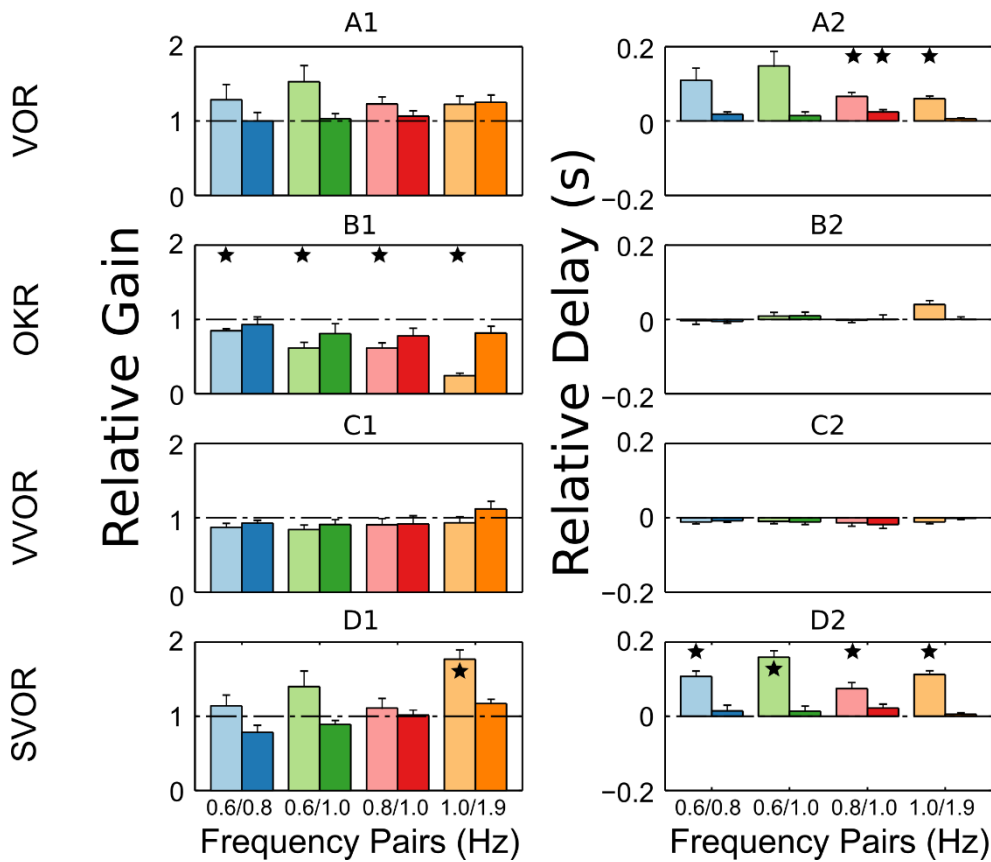 A1
A2
VOR
2
1
0
0.2
0
−0.2
★ ★ ★
B1
B2
OKR
2
1
0
0.2
0
−0.2
★ ★ ★ ★
C1
C2
VVOR
2
1
0
0.2
0
−0.2
D1
D2
SVOR
2
1
0
0.2
0
−0.2
★
★ ★ ★ ★
Relative Gain
Relative Delay (s)
0.6/0.8 0.6/1.0 0.8/1.0 1.0/1.9
0.6/0.8 0.6/1.0 0.8/1.0 1.0/1.9
Frequency Pairs (Hz)
Frequency Pairs (Hz)